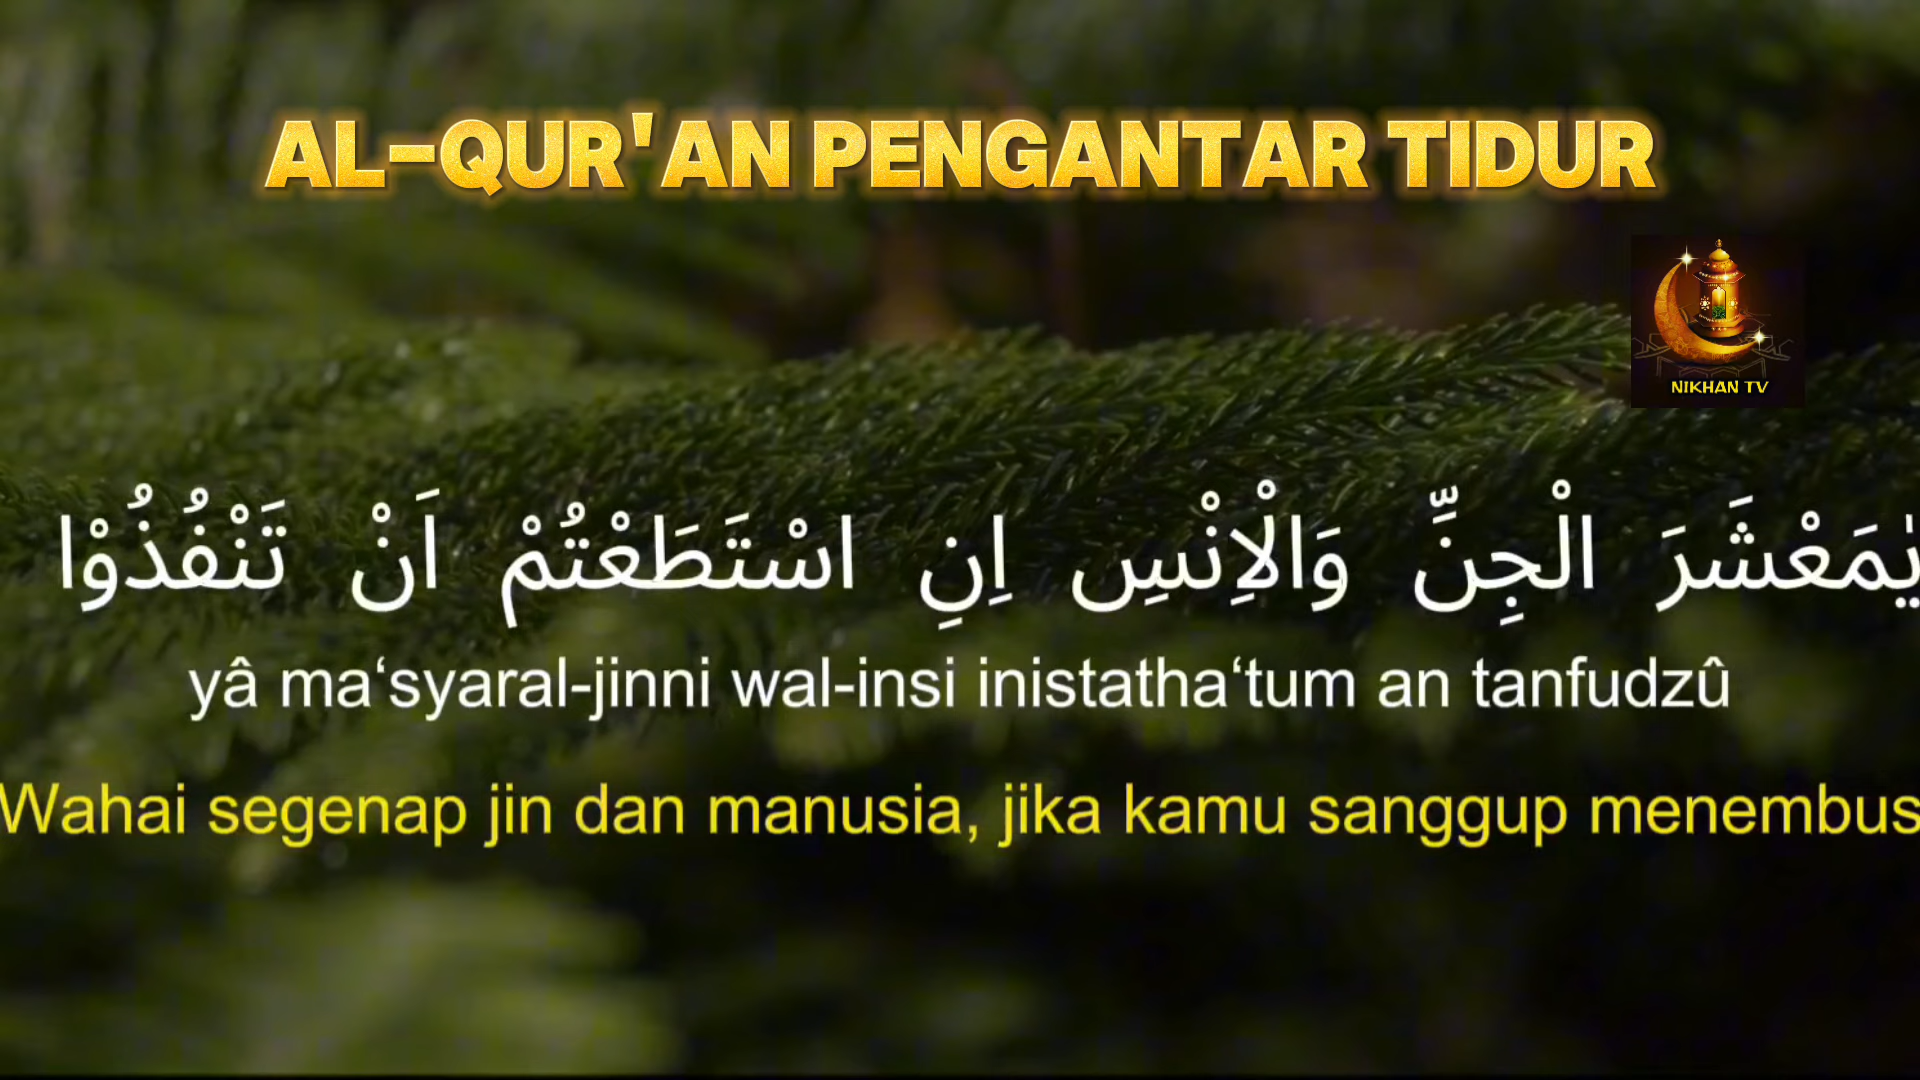 AL-QUR'AN PENGANTAR TIDUR
NIKHAN TV
يٰمَعْشَرَ الْجِنِّ وَالْاِنْسِ اِنِ اسْتَطَعْتُمْ اَنْ تَنْفُذُوْا
yâ ma‘syaral-jinni wal-insi inistatha‘tum an tanfudzû
Wahai segenap jin dan manusia, jika kamu sanggup menembus